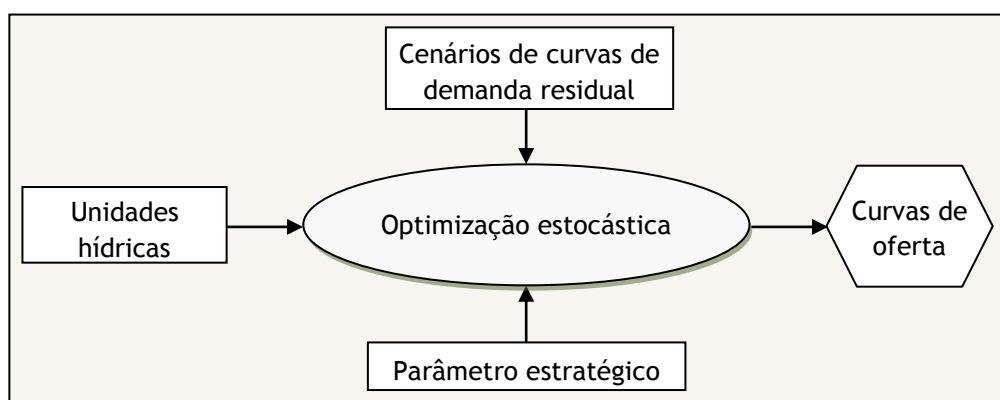 Cenários de curvas de
demanda residual
Unidades
hídricas
Optimização estocástica
Curvas de
oferta
Parâmetro estratégico